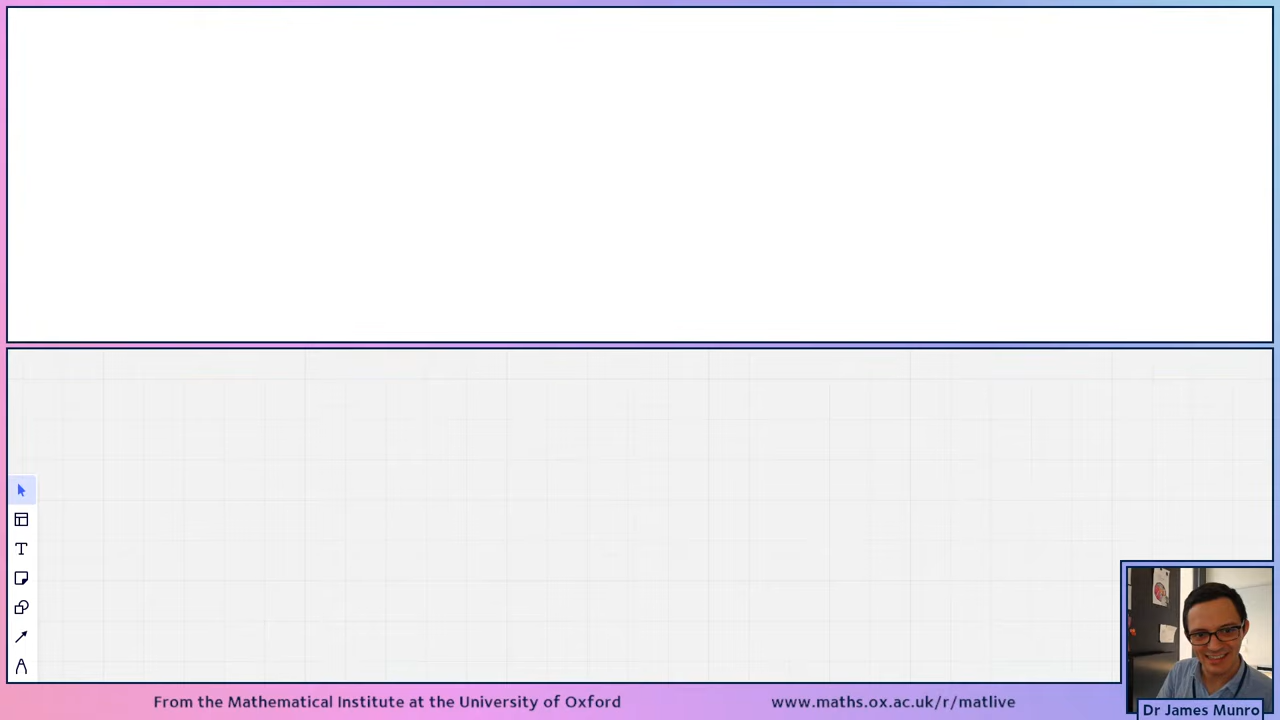 From the Mathematical Institute at the University of Oxford
www.maths.ox.ac.uk/r/matlive
Dr James Munro